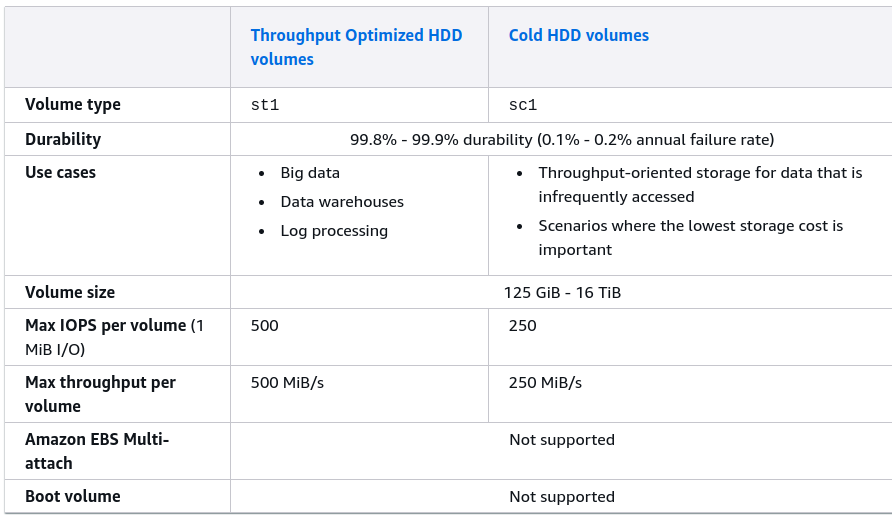 Throughput Optimized HDD volumes Cold HDD volumes
Volume type st1 sc1
Durability 99.8% - 99.9% durability (0.1% - 0.2% annual failure rate)
Use cases
• Big data
• Data warehouses
• Log processing
• Throughput-oriented storage for data that is
infrequently accessed
• Scenarios where the lowest storage cost is
important
Volume size 125 GiB - 16 TiB
Max IOPS per volume (1
MiB I/O) 500 250
Max throughput per
volume 500 MiB/s 250 MiB/s
Amazon EBS Multi-
attach Not supported
Boot volume Not supported